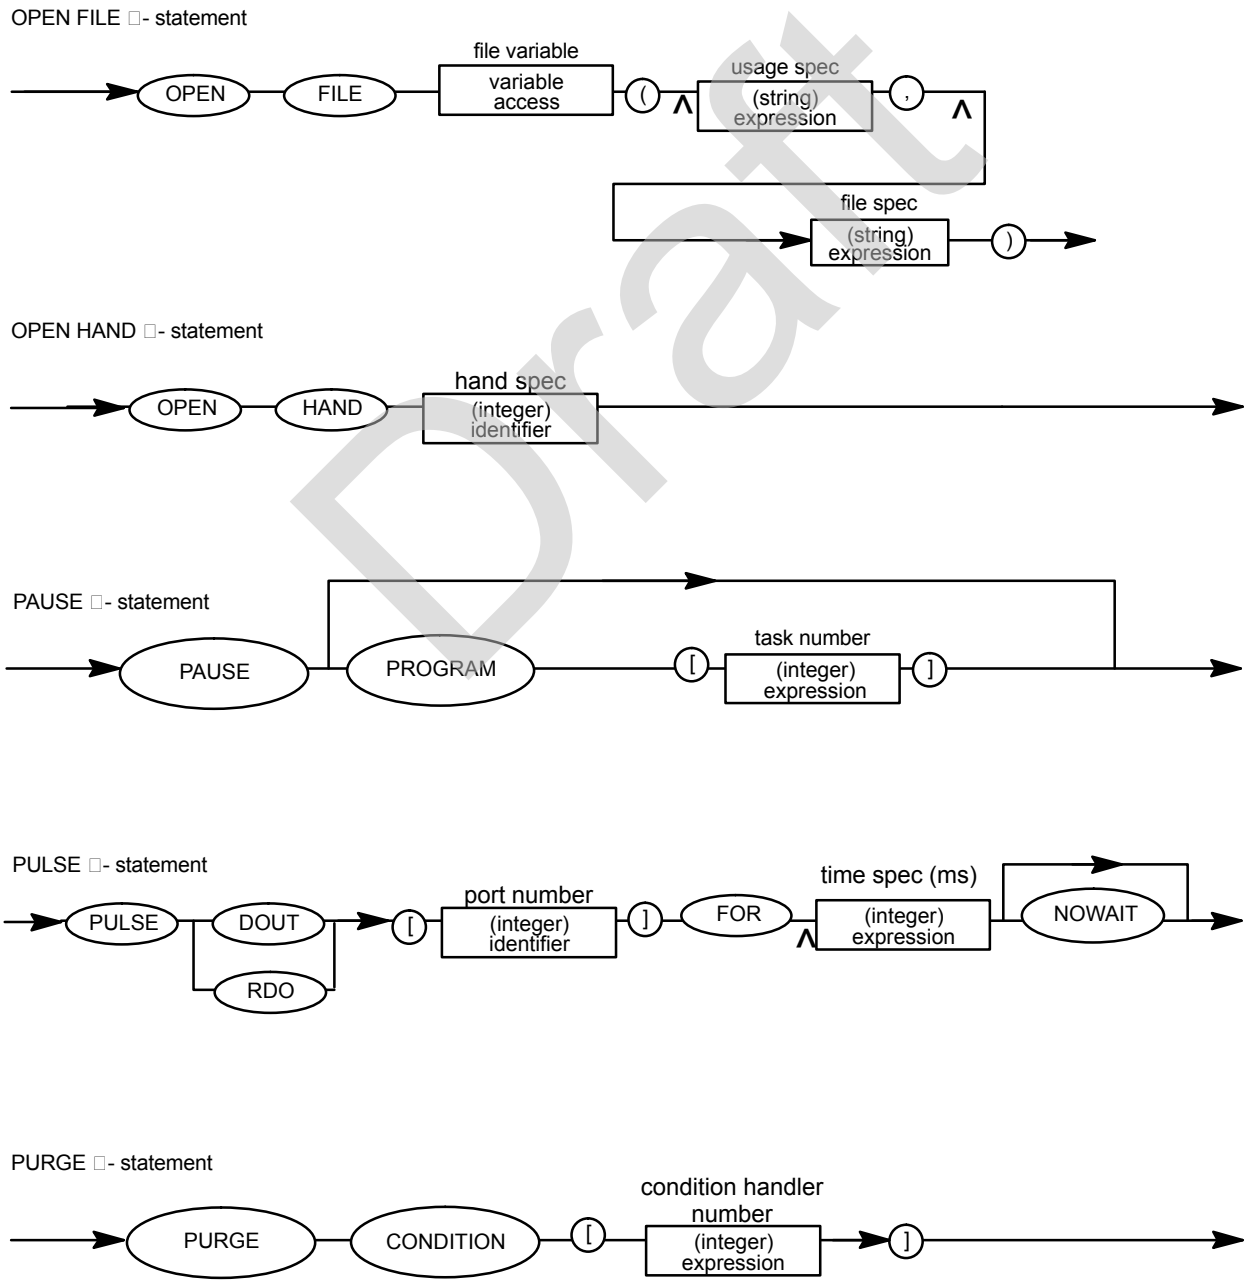 OPEN FILE □- statement
file variable
usage spec
OPEN FILE variable access ( ^ (string) expression , ^
file spec
(string) expression )
OPEN HAND □- statement
hand spec
OPEN HAND (integer) identifier
PAUSE □- statement
task number
PAUSE PROGRAM [ (integer) expression ]
PULSE □- statement
port number
time spec (ms)
PULSE DOUT [ (integer) identifier ] FOR ^ (integer) expression NOWAIT
RDO
PURGE □- statement
condition handler
number
PURGE CONDITION [ (integer) expression ]
Draft